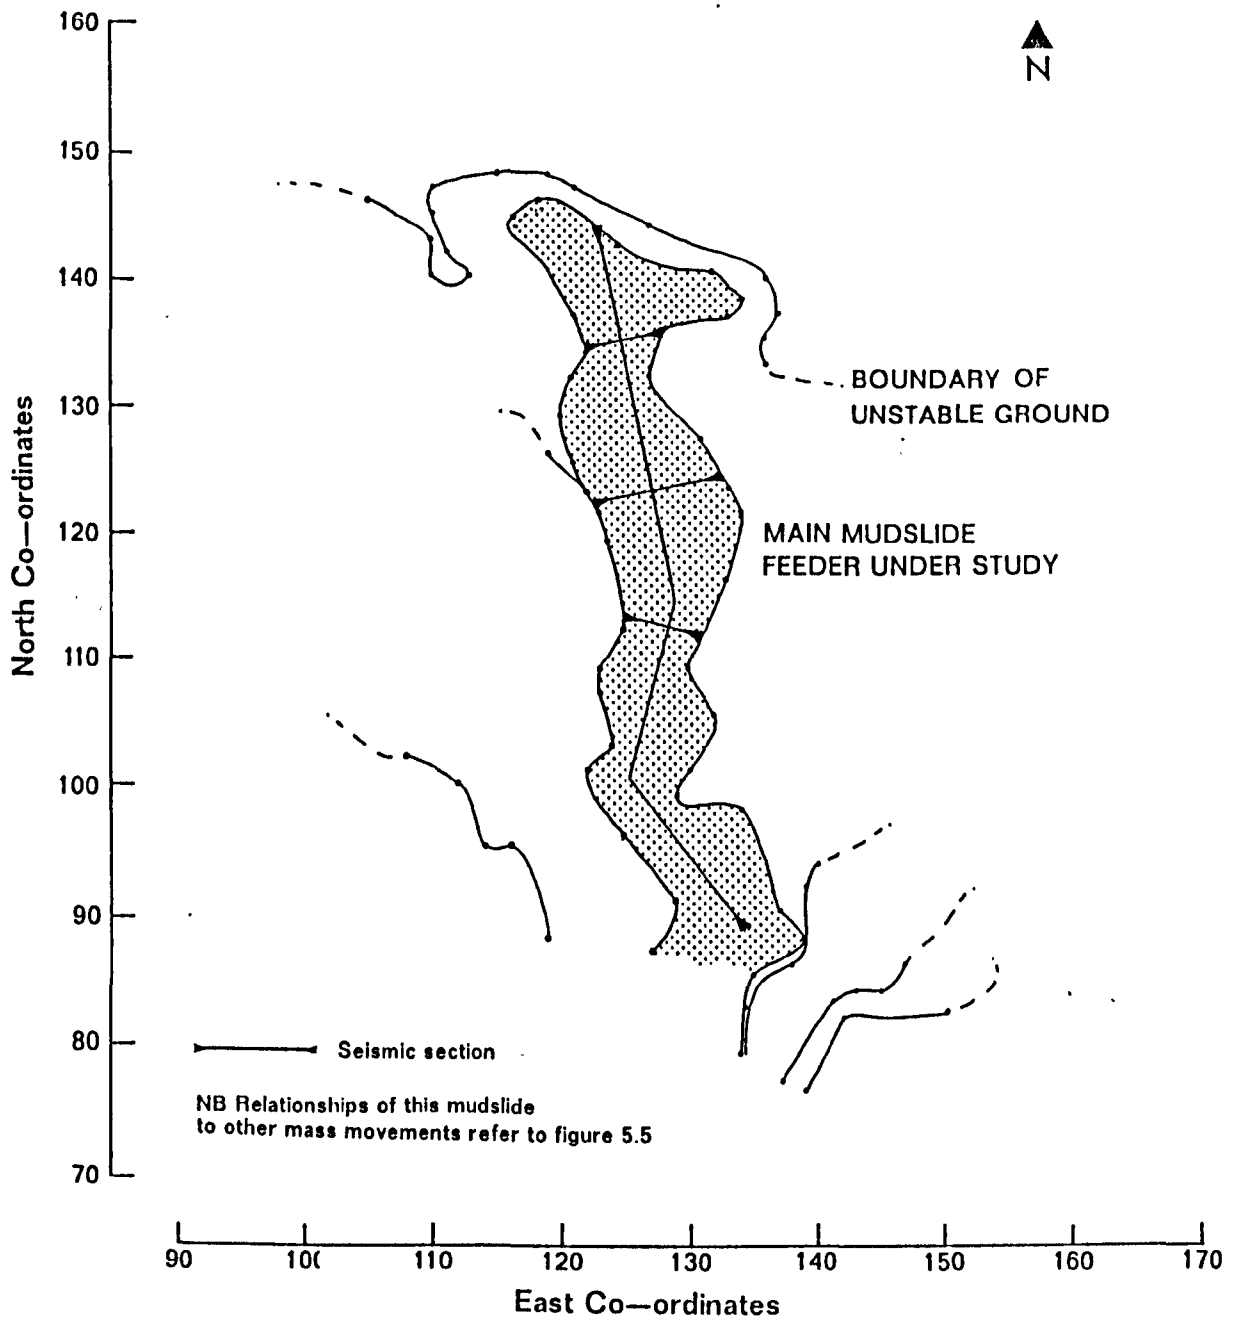 160
N
150
140
130
120
110
100
90
80
70
North Co—ordinates
BOUNDARY OF
UNSTABLE GROUND
MAIN MUDSLIDE
FEEDER UNDER STUDY
Seismic section
NB Relationships of this mudslide
to other mass movements refer to figure 5.5
90 100 110 120 130 140 150 160 170
East Co—ordinates